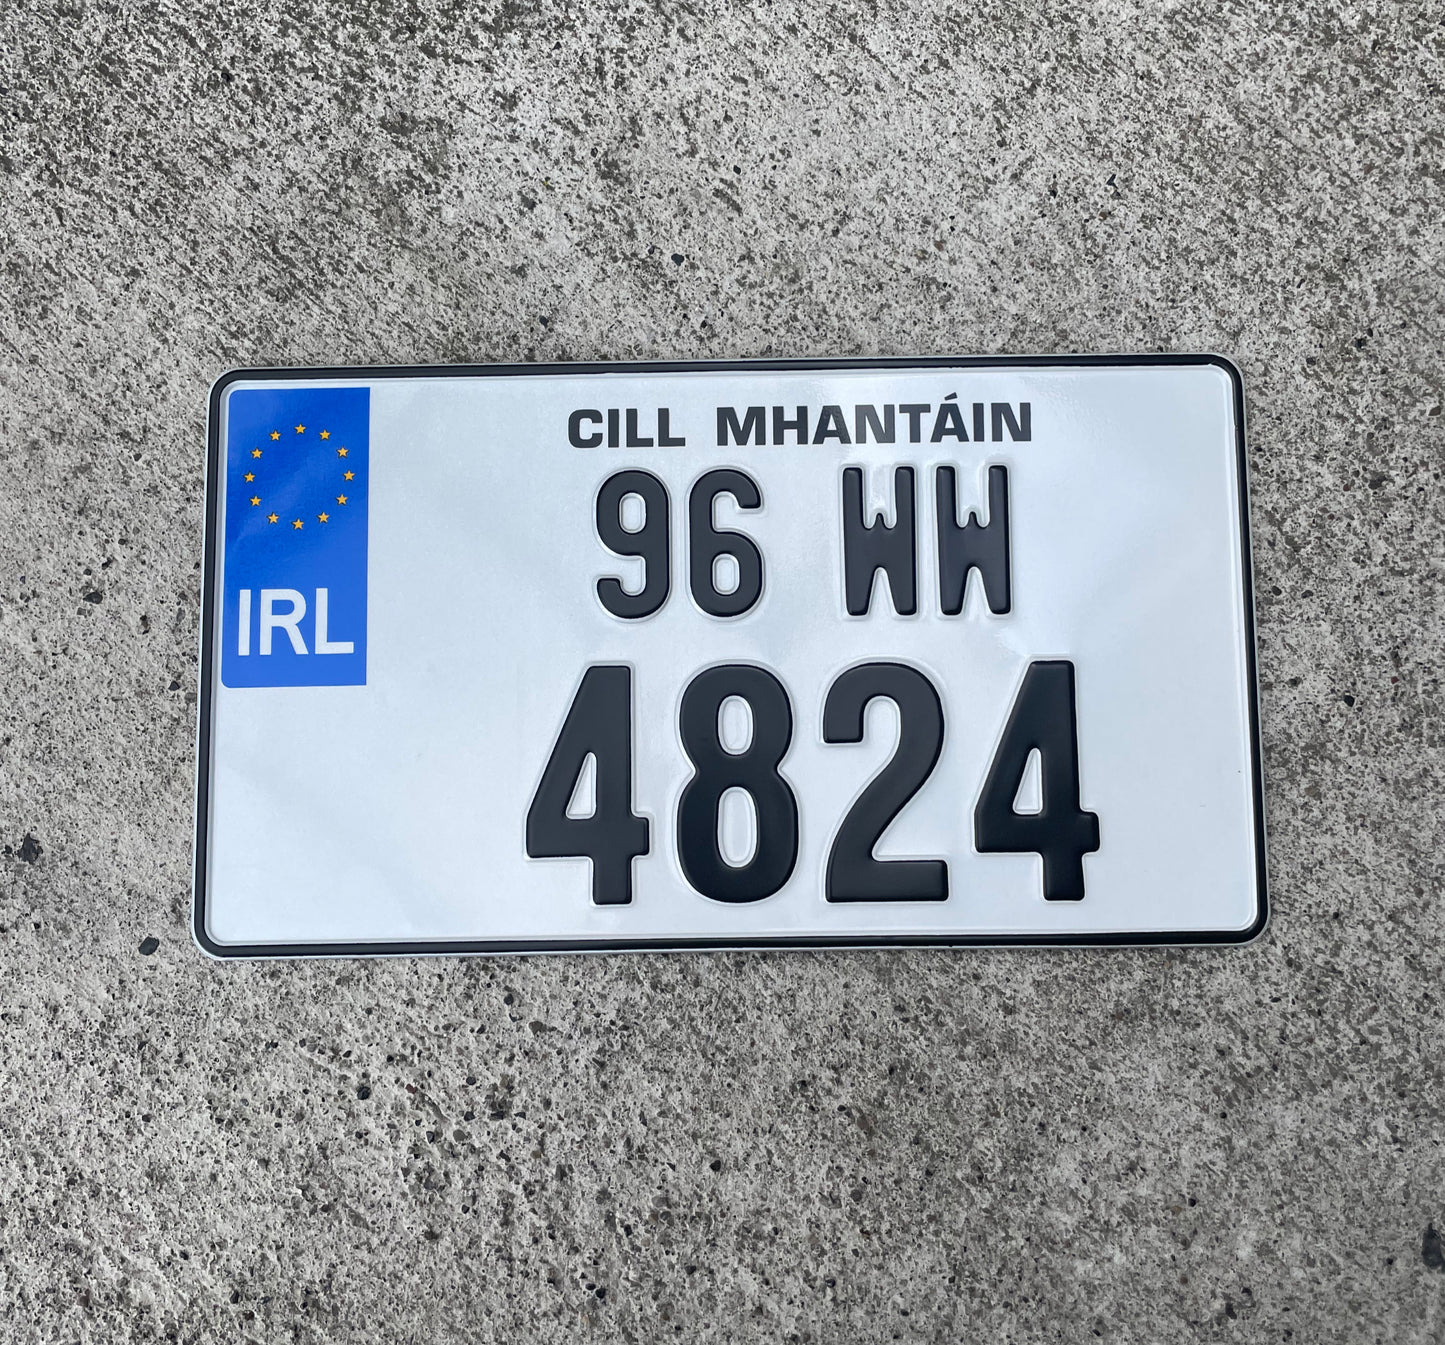 CILL MHANTÁIN
96 WW
IRL
4824